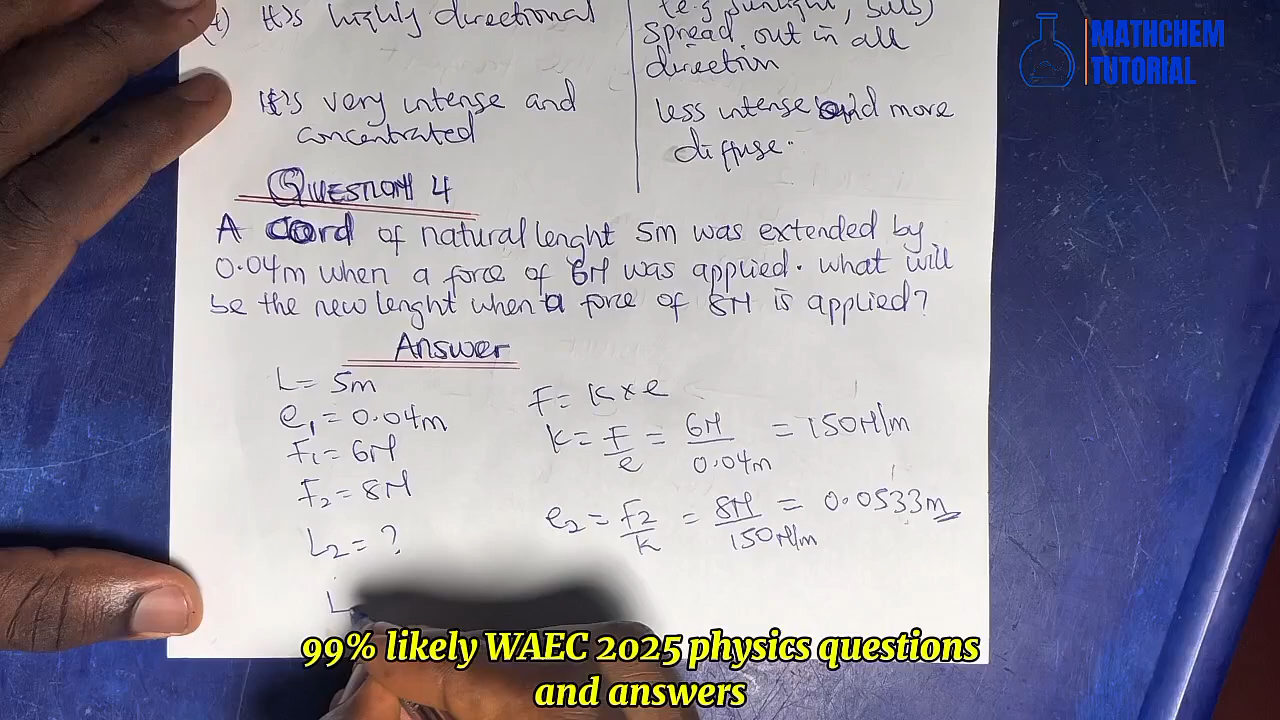 (t) It's highly directional
(e.g sunlight, bulbs)
spread out in all
direction
MATHCHEM
TUTORIAL
It's very intense and
concentrated
less intense and more
diffuse.
QUESTION 4
A cord of natural lenght 5m was extended by
0.04m when a force of 6N was applied. what will
be the new lenght when a force of 8N is applied?
Answer
L = 5m
e₁ = 0.04m
F₁ = 6N
F₂ = 8N
L₂ = ?
L
F = k x e
k = F/e = 6N/0.04m = 150N/m
e₂ = F₂/k = 8N/150N/m = 0.0533m
99% likely WAEC 2025 physics questions
and answers